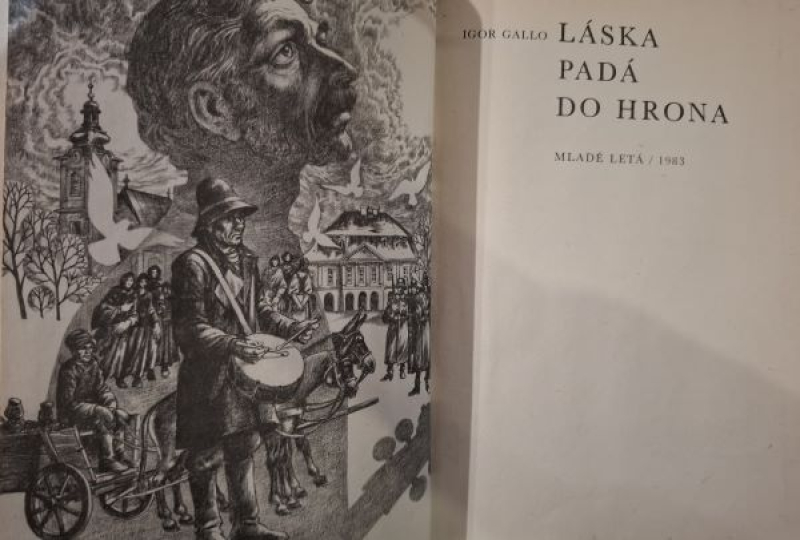 IGOR GALLO LÁSKA
PADÁ
DO HRONA
MLADÉ LETÁ / 1983